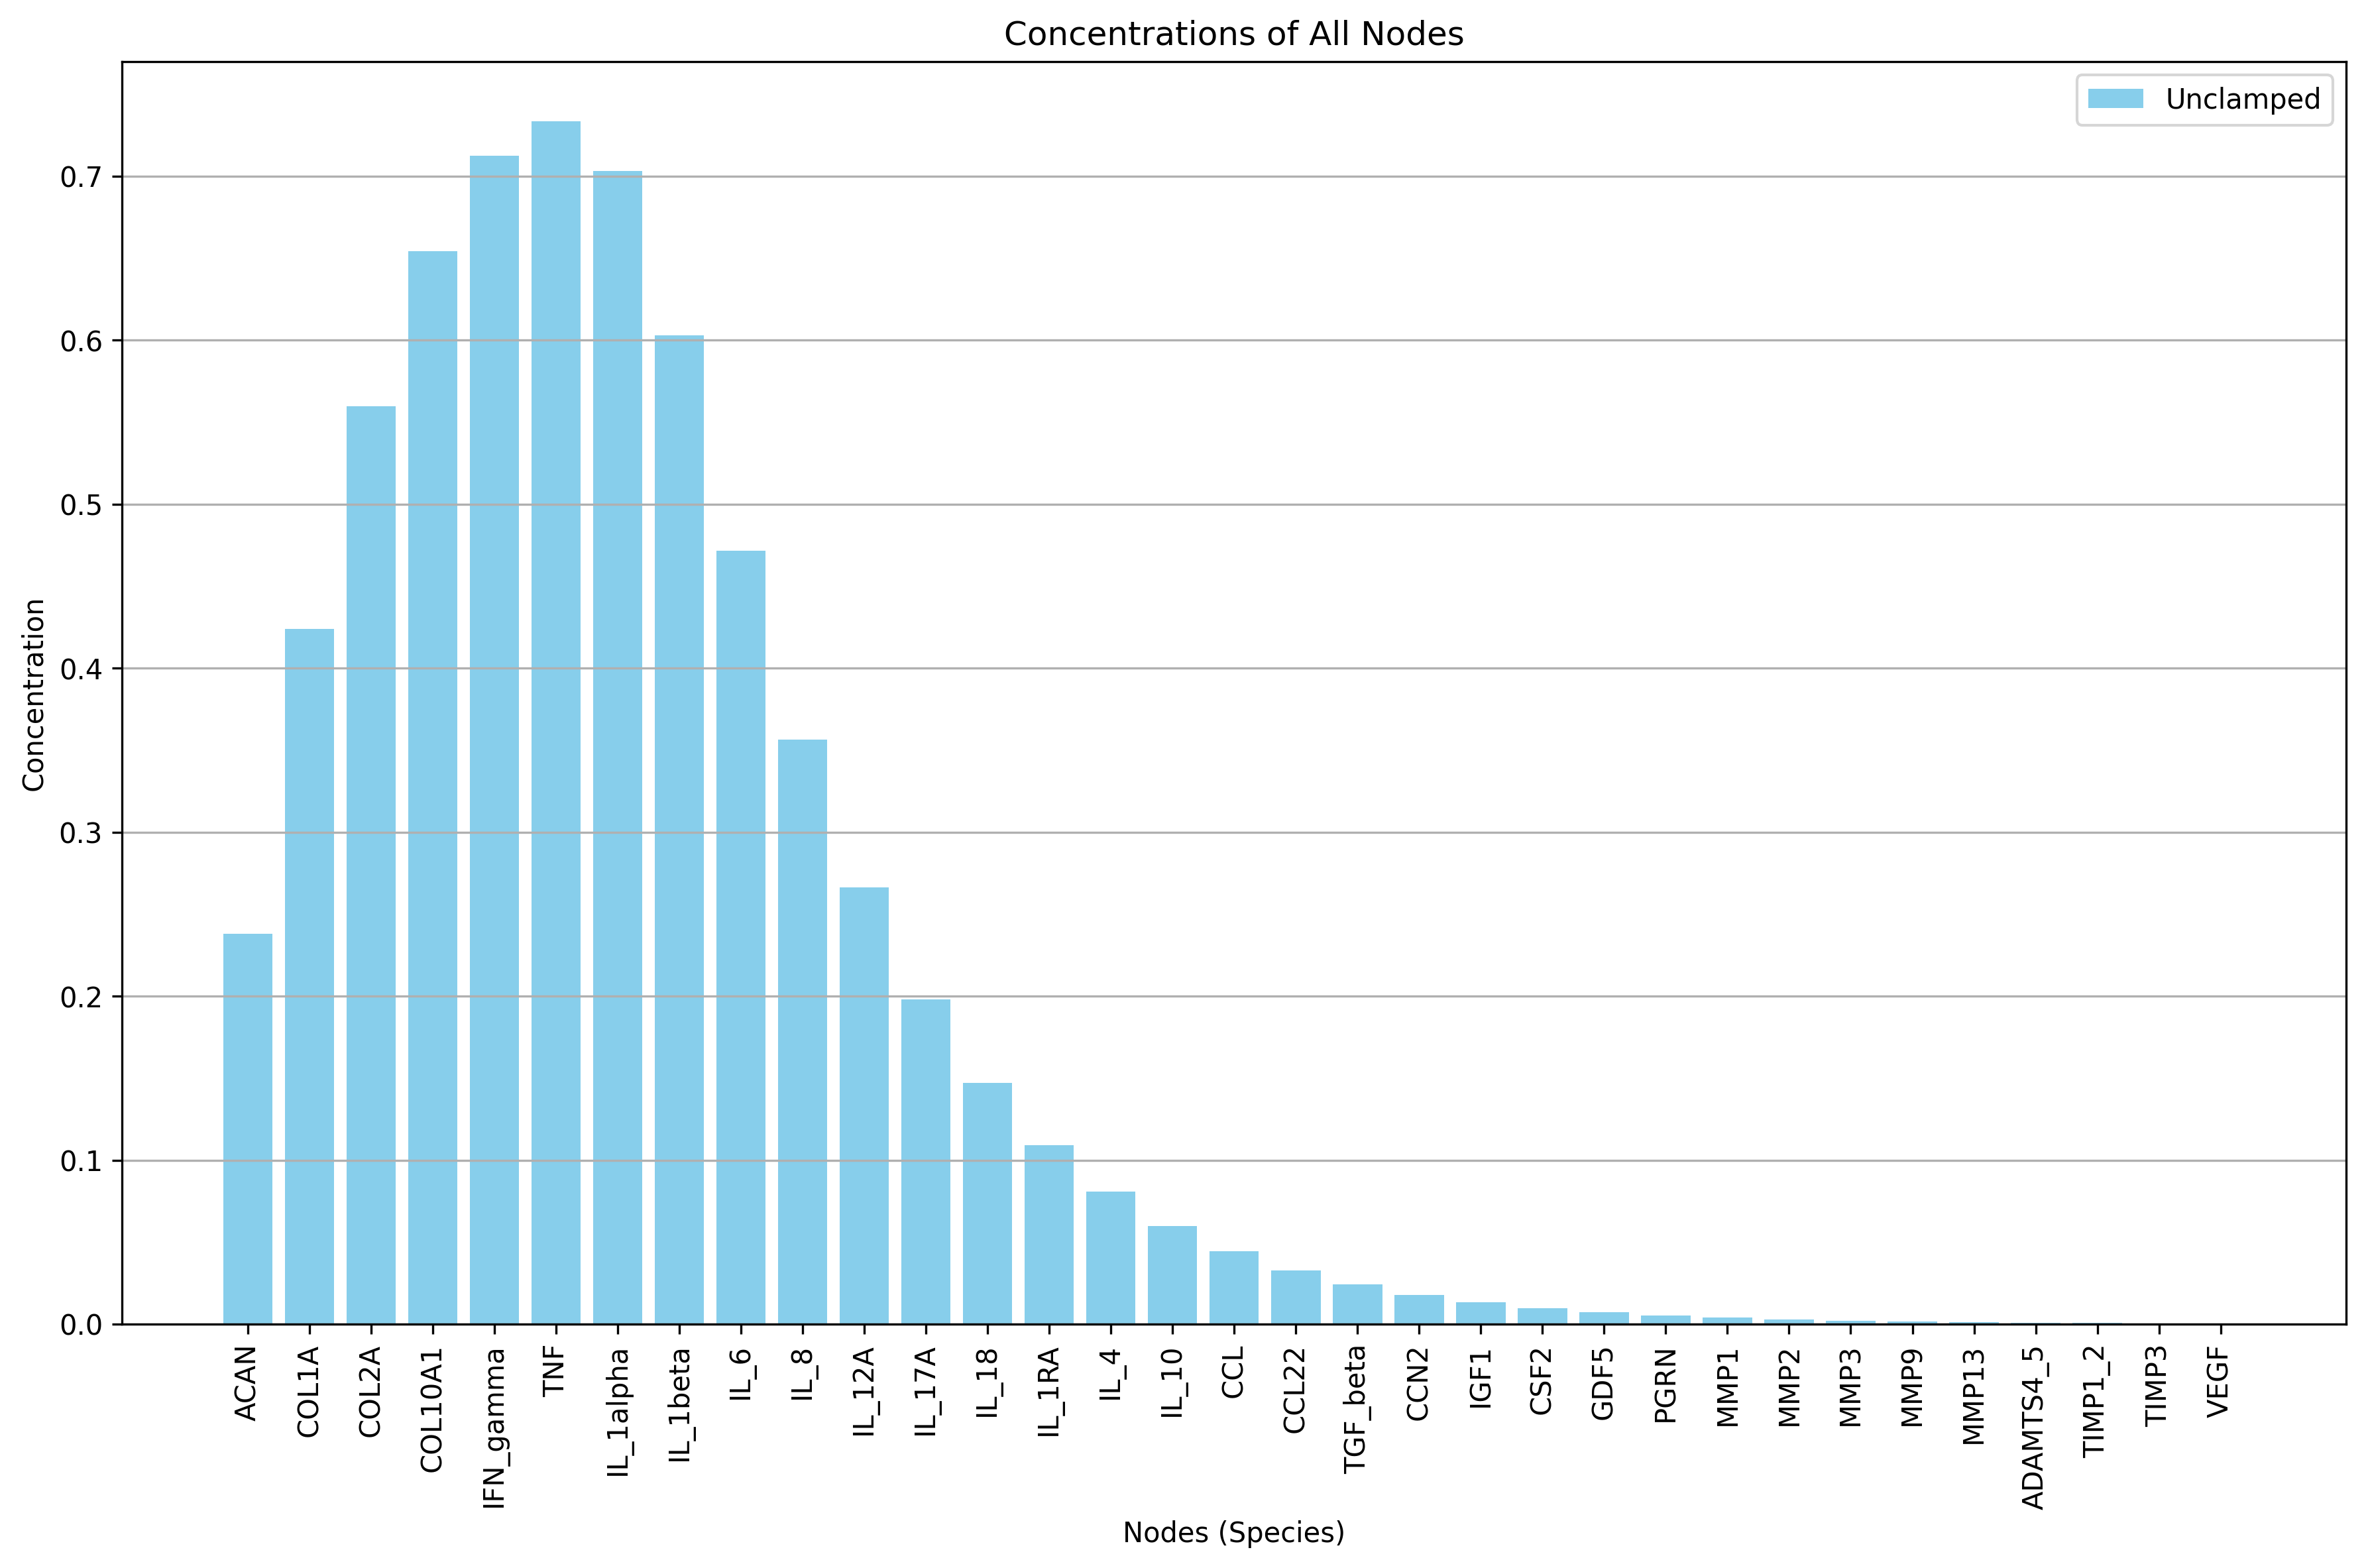 Concentrations of All Nodes
Unclamped
Concentration
0.7
0.6
0.5
0.4
0.3
0.2
0.1
0.0
ACAN
COL1A
COL2A
COL10A1
IFN_gamma
TNF
IL_1alpha
IL_1beta
IL_6
IL_8
IL_12A
IL_17A
IL_18
IL_1RA
IL_4
IL_10
CCL
CCL22
TGF_beta
CCN2
IGF1
CSF2
GDF5
PGRN
MMP1
MMP2
MMP3
MMP9
MMP13
ADAMTS4_5
TIMP1_2
TIMP3
VEGF
Nodes (Species)